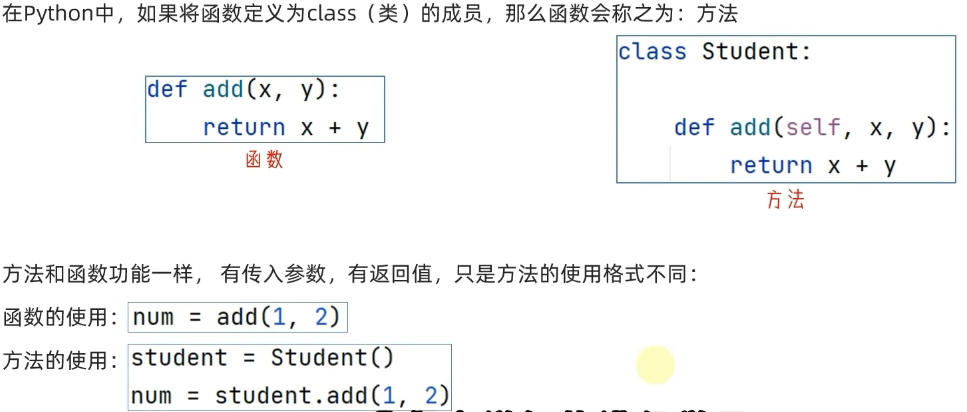 在Python中，如果将函数定义为class（类）的成员，那么函数会称之为：方法
def add(x, y):
    return x + y
函数
class Student:
    def add(self, x, y):
        return x + y
方法
方法和函数功能一样， 有传入参数，有返回值，只是方法的使用格式不同：
函数的使用： num = add(1, 2)
方法的使用： student = Student()
num = student.add(1, 2)